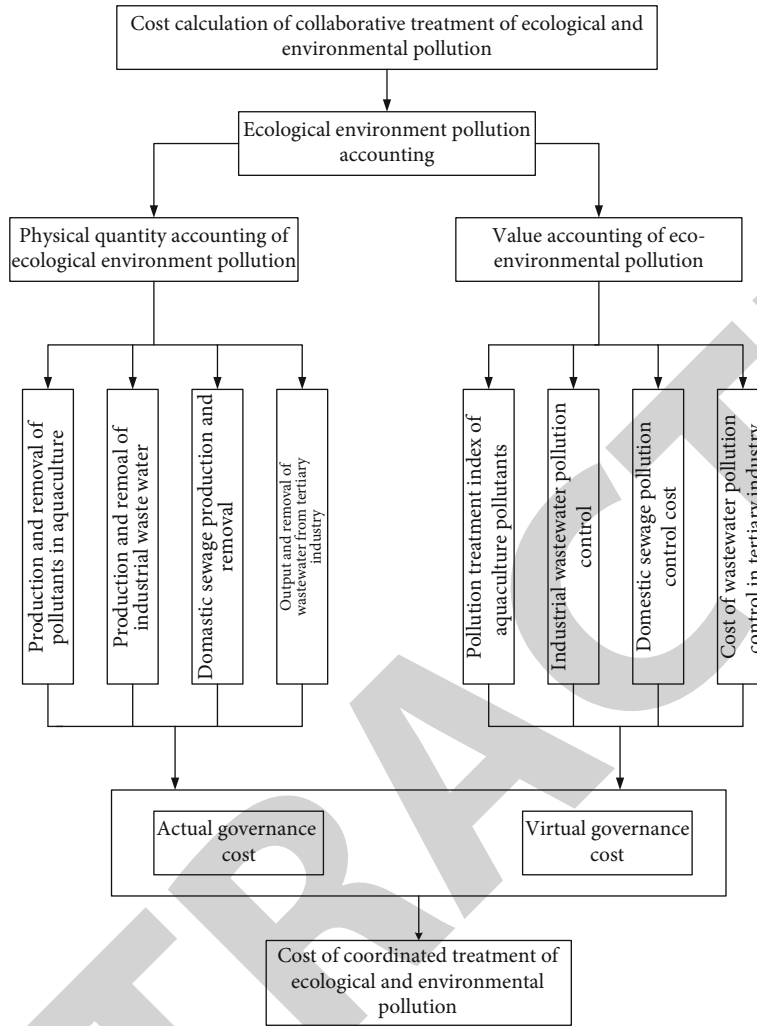 Cost calculation of collaborative treatment of ecological and
environmental pollution
Ecological environment pollution
accounting
Physical quantity accounting of
ecological environment pollution
Value accounting of eco-
environmental pollution
Production and removal of
pollutants in aquaculture
Production and remoal of
industrial waste water
Domastic sewage production and
removal
Output and removal of
wastewater from tertiary
industry
Pollution treatment index of
aquaculture pollutants
Industrial wastewater pollution
control
Domestic sewage pollution
control cost
Cost of wastewater pollution
control in tertiary industry
Actual governance
cost
Virtual governance
cost
Cost of coordinated treatment of
ecological and environmental
pollution